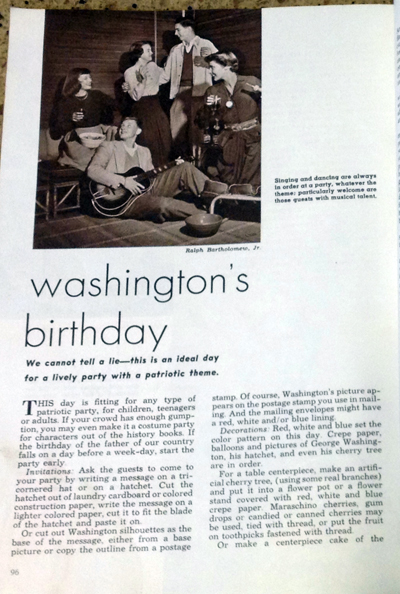 Singing and dancing are always
in order at a party, whatever the
theme; particularly welcome are
those guests with musical talent.
Ralph Bartholomew, Jr.
washington's
birthday
We cannot tell a lie—this is an ideal day
for a lively party with a patriotic theme.
THIS day is fitting for any type of
patriotic party, for children, teenagers
or adults. If your crowd has enough gump-
tion, you may even make it a costume party
for characters out of the history books. If
the birthday of the father of our country
falls on a day before a week-day, start the
party early.
Invitations: Ask the guests to come to
your party by writing a message on a tri-
cornered hat or on a hatchet. Cut the
hatchet out of laundry cardboard or colored
construction paper, write the message on a
lighter colored paper, cut it to fit the blade
of the hatchet and paste it on.
Or cut out Washington silhouettes as the
base of the message, either from a base
picture or copy the outline from a postage
stamp. Of course, Washington's picture ap-
pears on the postage stamp you use in mail-
ing. And the mailing envelopes might have
a red, white and/or blue lining.
Decorations: Red, white and blue set the
color pattern on this day. Crepe paper,
balloons and pictures of George Washing-
ton, his hatchet, and even his cherry tree
are in order.
For a table centerpiece, make an artifi-
cial cherry tree, (using some real branches)
and put it into a flower pot or a flower
stand covered with red, white and blue
crepe paper. Maraschino cherries, gum
drops or candied or canned cherries may
be used, tied with thread, or put the fruit
on toothpicks fastened with thread.
Or make a centerpiece cake of the
96